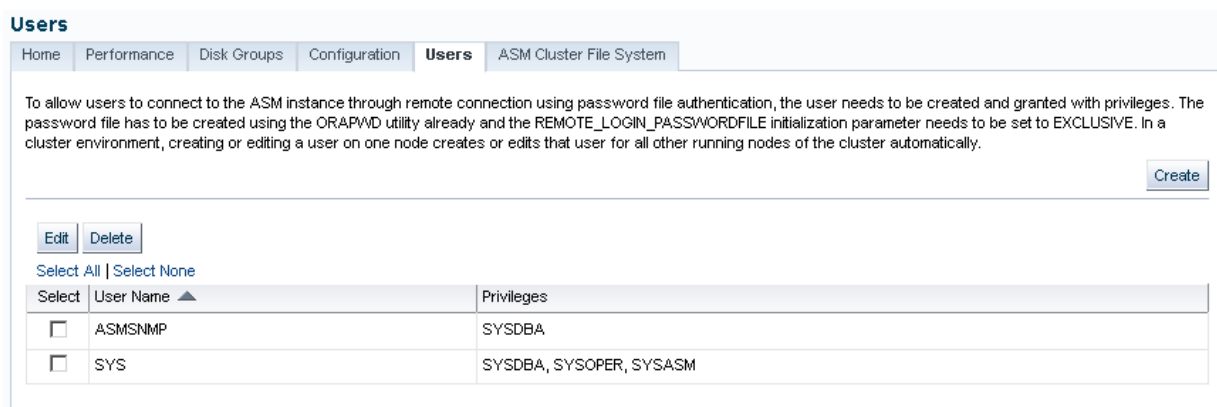 Users
Home Performance Disk Groups Configuration Users ASM Cluster File System
To allow users to connect to the ASM instance through remote connection using password file authentication, the user needs to be created and granted with privileges. The
password file has to be created using the ORAPWD utility already and the REMOTE_LOGIN_PASSWORDFILE initialization parameter needs to be set to EXCLUSIVE. In a
cluster environment, creating or editing a user on one node creates or edits that user for all other running nodes of the cluster automatically.
Create
Edit Delete
Select All | Select None
Select User Name Privileges
ASMSNMP SYSDBA
SYS SYSDBA, SYSOPER, SYSASM